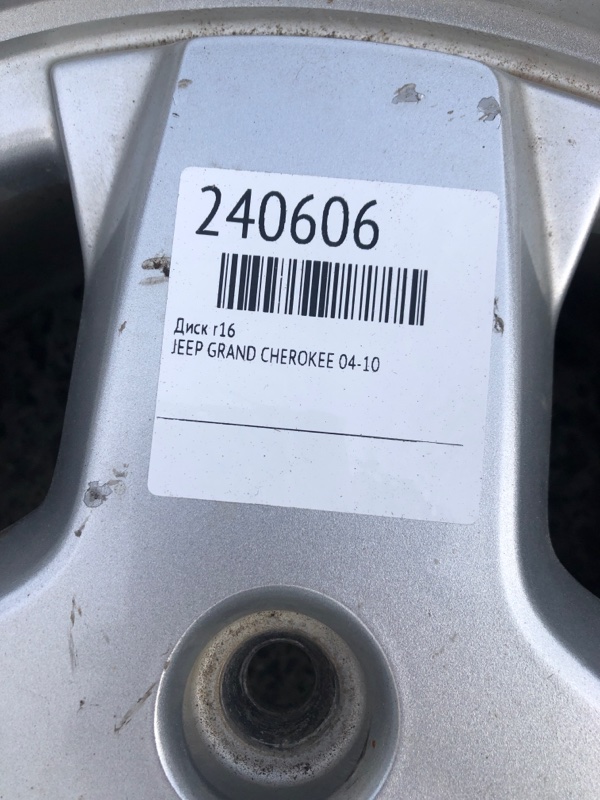 240606
Диск r16
JEEP GRAND CHEROKEE 04-10